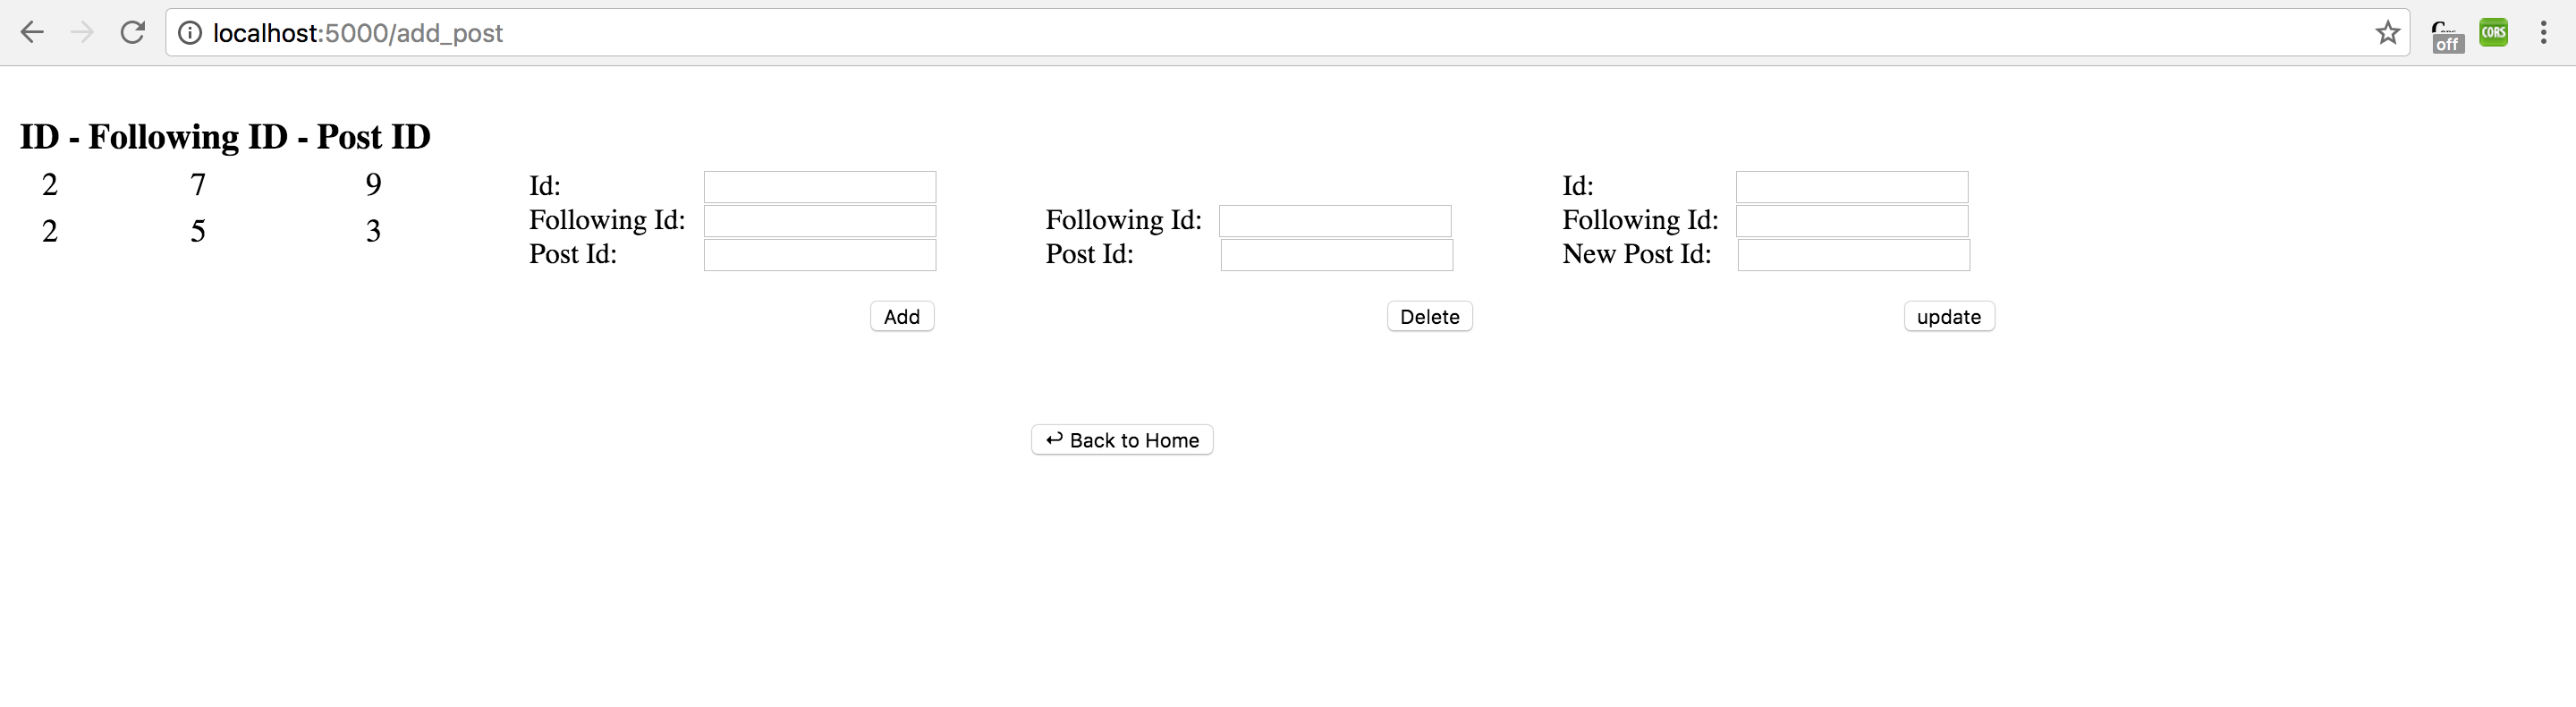 localhost:5000/add_post
off
CORS
ID - Following ID - Post ID
2 7 9
2 5 3
Id:
Following Id:
Post Id:
Add
Following Id:
Post Id:
Delete
Id:
Following Id:
New Post Id:
update
↩ Back to Home